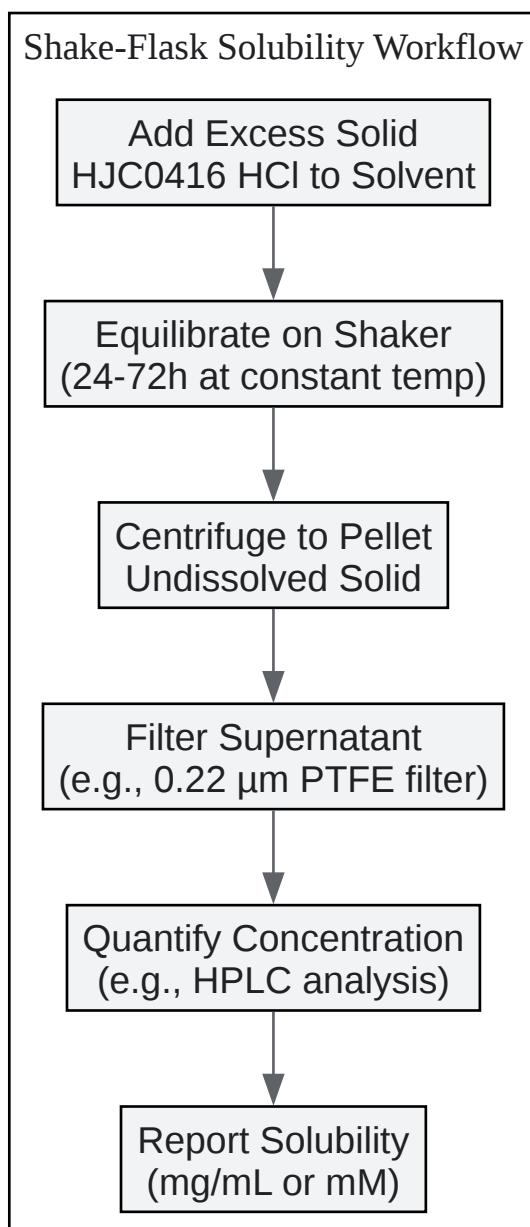 Shake-Flask Solubility Workflow
Add Excess Solid
HJC0416 HCl to Solvent
Equilibrate on Shaker
(24-72h at constant temp)
Centrifuge to Pellet
Undissolved Solid
Filter Supernatant
(e.g., 0.22 µm PTFE filter)
Quantify Concentration
(e.g., HPLC analysis)
Report Solubility
(mg/mL or mM)